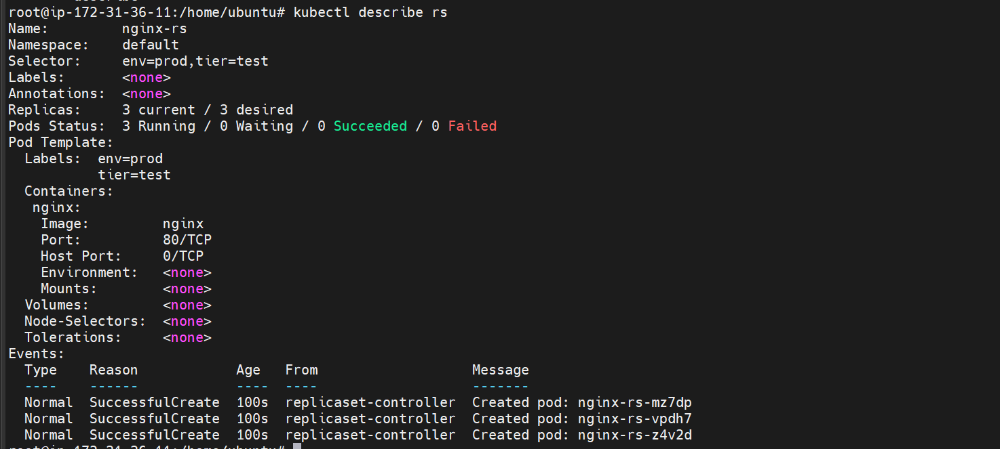 root@ip-172-31-36-11:/home/ubuntu# kubectl describe rs
Name:         nginx-rs
Namespace:    default
Selector:     env=prod,tier=test
Labels:       <none>
Annotations:  <none>
Replicas:     3 current / 3 desired
Pods Status:  3 Running / 0 Waiting / 0 Succeeded / 0 Failed
Pod Template:
  Labels:  env=prod
           tier=test
  Containers:
   nginx:
    Image:         nginx
    Port:          80/TCP
    Host Port:     0/TCP
    Environment:   <none>
    Mounts:        <none>
  Volumes:         <none>
  Node-Selectors:  <none>
  Tolerations:     <none>
Events:
  Type    Reason            Age   From                   Message
  ----    ------            ----  ----                   -------
  Normal  SuccessfulCreate  100s  replicaset-controller  Created pod: nginx-rs-mz7dp
  Normal  SuccessfulCreate  100s  replicaset-controller  Created pod: nginx-rs-vpdh7
  Normal  SuccessfulCreate  100s  replicaset-controller  Created pod: nginx-rs-z4v2d
root@ip-172-31-36-11:/home/ubuntu#